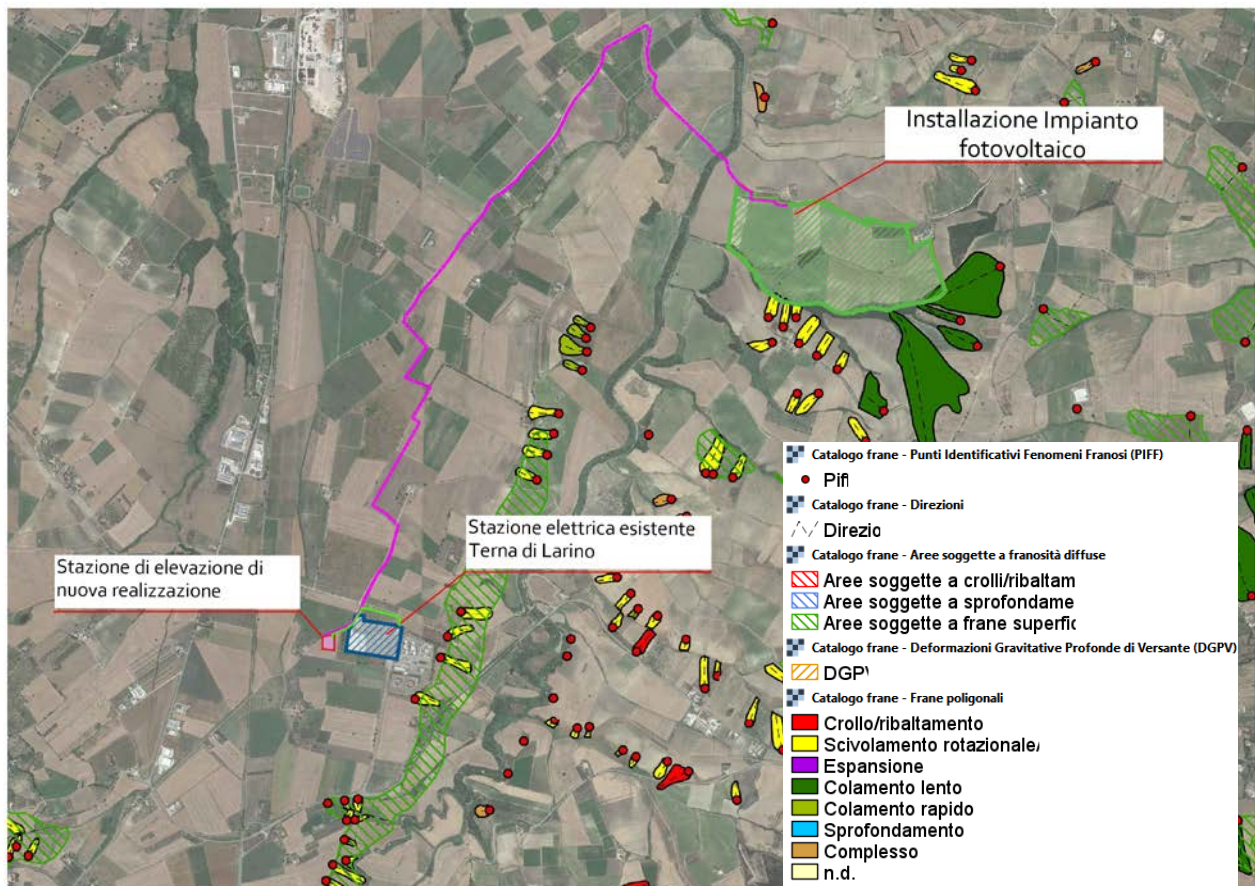 Installazione Impianto
fotovoltaico
Stazione elettrica esistente
Terna di Larino
Stazione di elevazione di
nuova realizzazione
Catalogo frane - Punti Identificativi Fenomeni Franosi (PIFF)
Pif
Catalogo frane - Direzioni
Direzio
Catalogo frane - Aree soggette a franosità diffuse
Aree soggette a crolli/ribaltam
Aree soggette a sprofondame
Aree soggette a frane superfic
Catalogo frane - Deformazioni Gravitative Profonde di Versante (DGPV)
DGP
Catalogo frane - Frane poligonali
Crollo/ribaltamento
Scivolamento rotazionale/
Espansione
Colamento lento
Colamento rapido
Sprofondamento
Complesso
n.d.